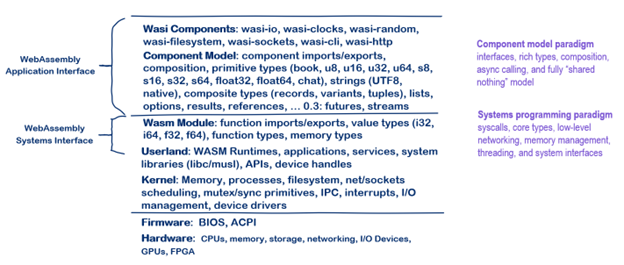 Wasi Components: wasi-io, wasi-clocks, wasi-random,
wasi-filesystem, wasi-sockets, wasi-cli, wasi-http
Component Model: component imports/exports,
composition, primitive types (book, u8, u16, u32, u64, s8,
s16, s32, s64, float32, float64, chat), strings (UTF8,
native), composite types (records, variants, tuples), lists,
options, results, references, … 0.3: futures, streams
WebAssembly
Application Interface
Wasm Module: function imports/exports, value types (i32,
i64, f32, f64), function types, memory types
Userland: WASM Runtimes, applications, services, system
libraries (libc/musl), APIs, device handles
Kernel: Memory, processes, filesystem, net/sockets
scheduling, mutex/sync primitives, IPC, interrupts, I/O
management, device drivers
WebAssembly
Systems Interface
Firmware: BIOS, ACPI
Hardware: CPUs, memory, storage, networking, I/O Devices,
GPUs, FPGA
Component model paradigm
interfaces, rich types, composition,
async calling, and fully “shared
nothing” model
Systems programming paradigm
syscalls, core types, low-level
networking, memory management,
threading, and system interfaces